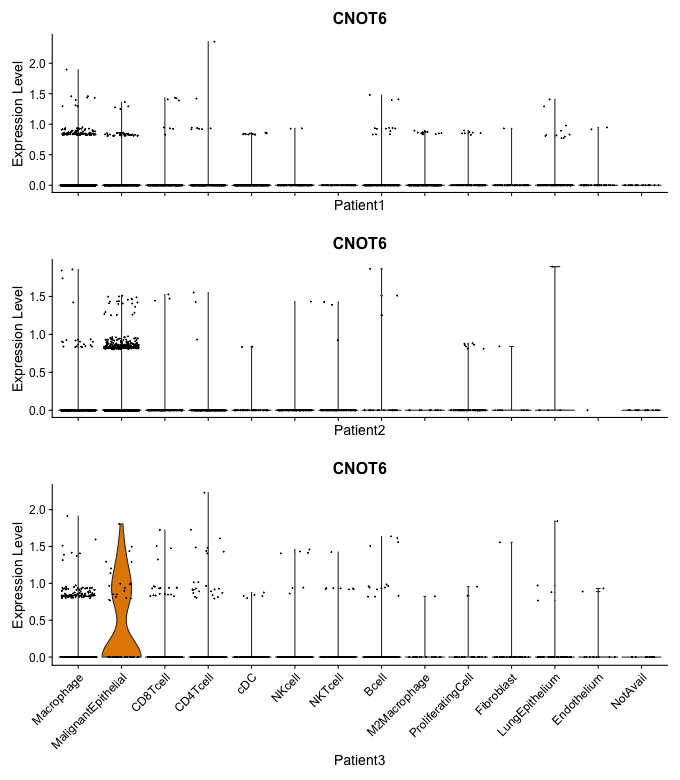 CNOT6
Expression Level
2.0
1.5
1.0
0.5
0.0
Patient1
CNOT6
Expression Level
1.5
1.0
0.5
0.0
Patient2
CNOT6
Expression Level
2.0
1.5
1.0
0.5
0.0
Macrophage
MalignantEpithelial
CD8Tcell
CD4Tcell
cDC
NKcell
NKTcell
Bcell
M2Macrophage
ProliferatingCell
Fibroblast
LungEpithelium
Endothelium
NotAvail
Patient3